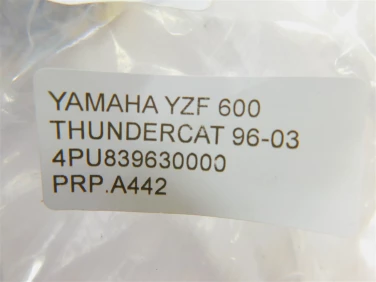 YAMAHA YZF 600
THUNDERCAT 96-03
4PU839630000
PRP.A442